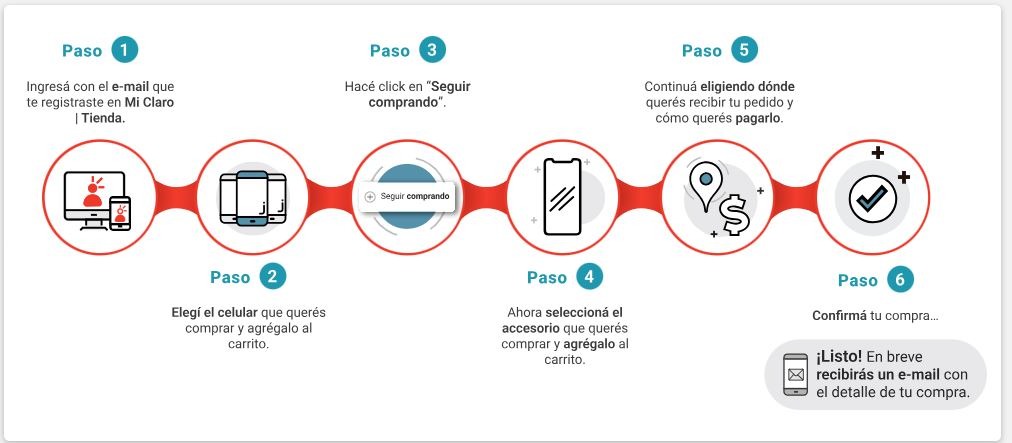 Paso 1
Ingresá con el e-mail que
te registraste en Mi Claro
| Tienda.
Paso 2
Elegí el celular que querés
comprar y agrégalo al
carrito.
Paso 3
Hacé click en “Seguir
comprando”.
Seguir comprando
Paso 4
Ahora seleccioná el
accesorio que querés
comprar y agrégalo al
carrito.
Paso 5
Continuá eligiendo dónde
querés recibir tu pedido y
cómo querés pagarlo.
Paso 6
Confirmá tu compra...
¡Listo! En breve
recibirás un e-mail con
el detalle de tu compra.